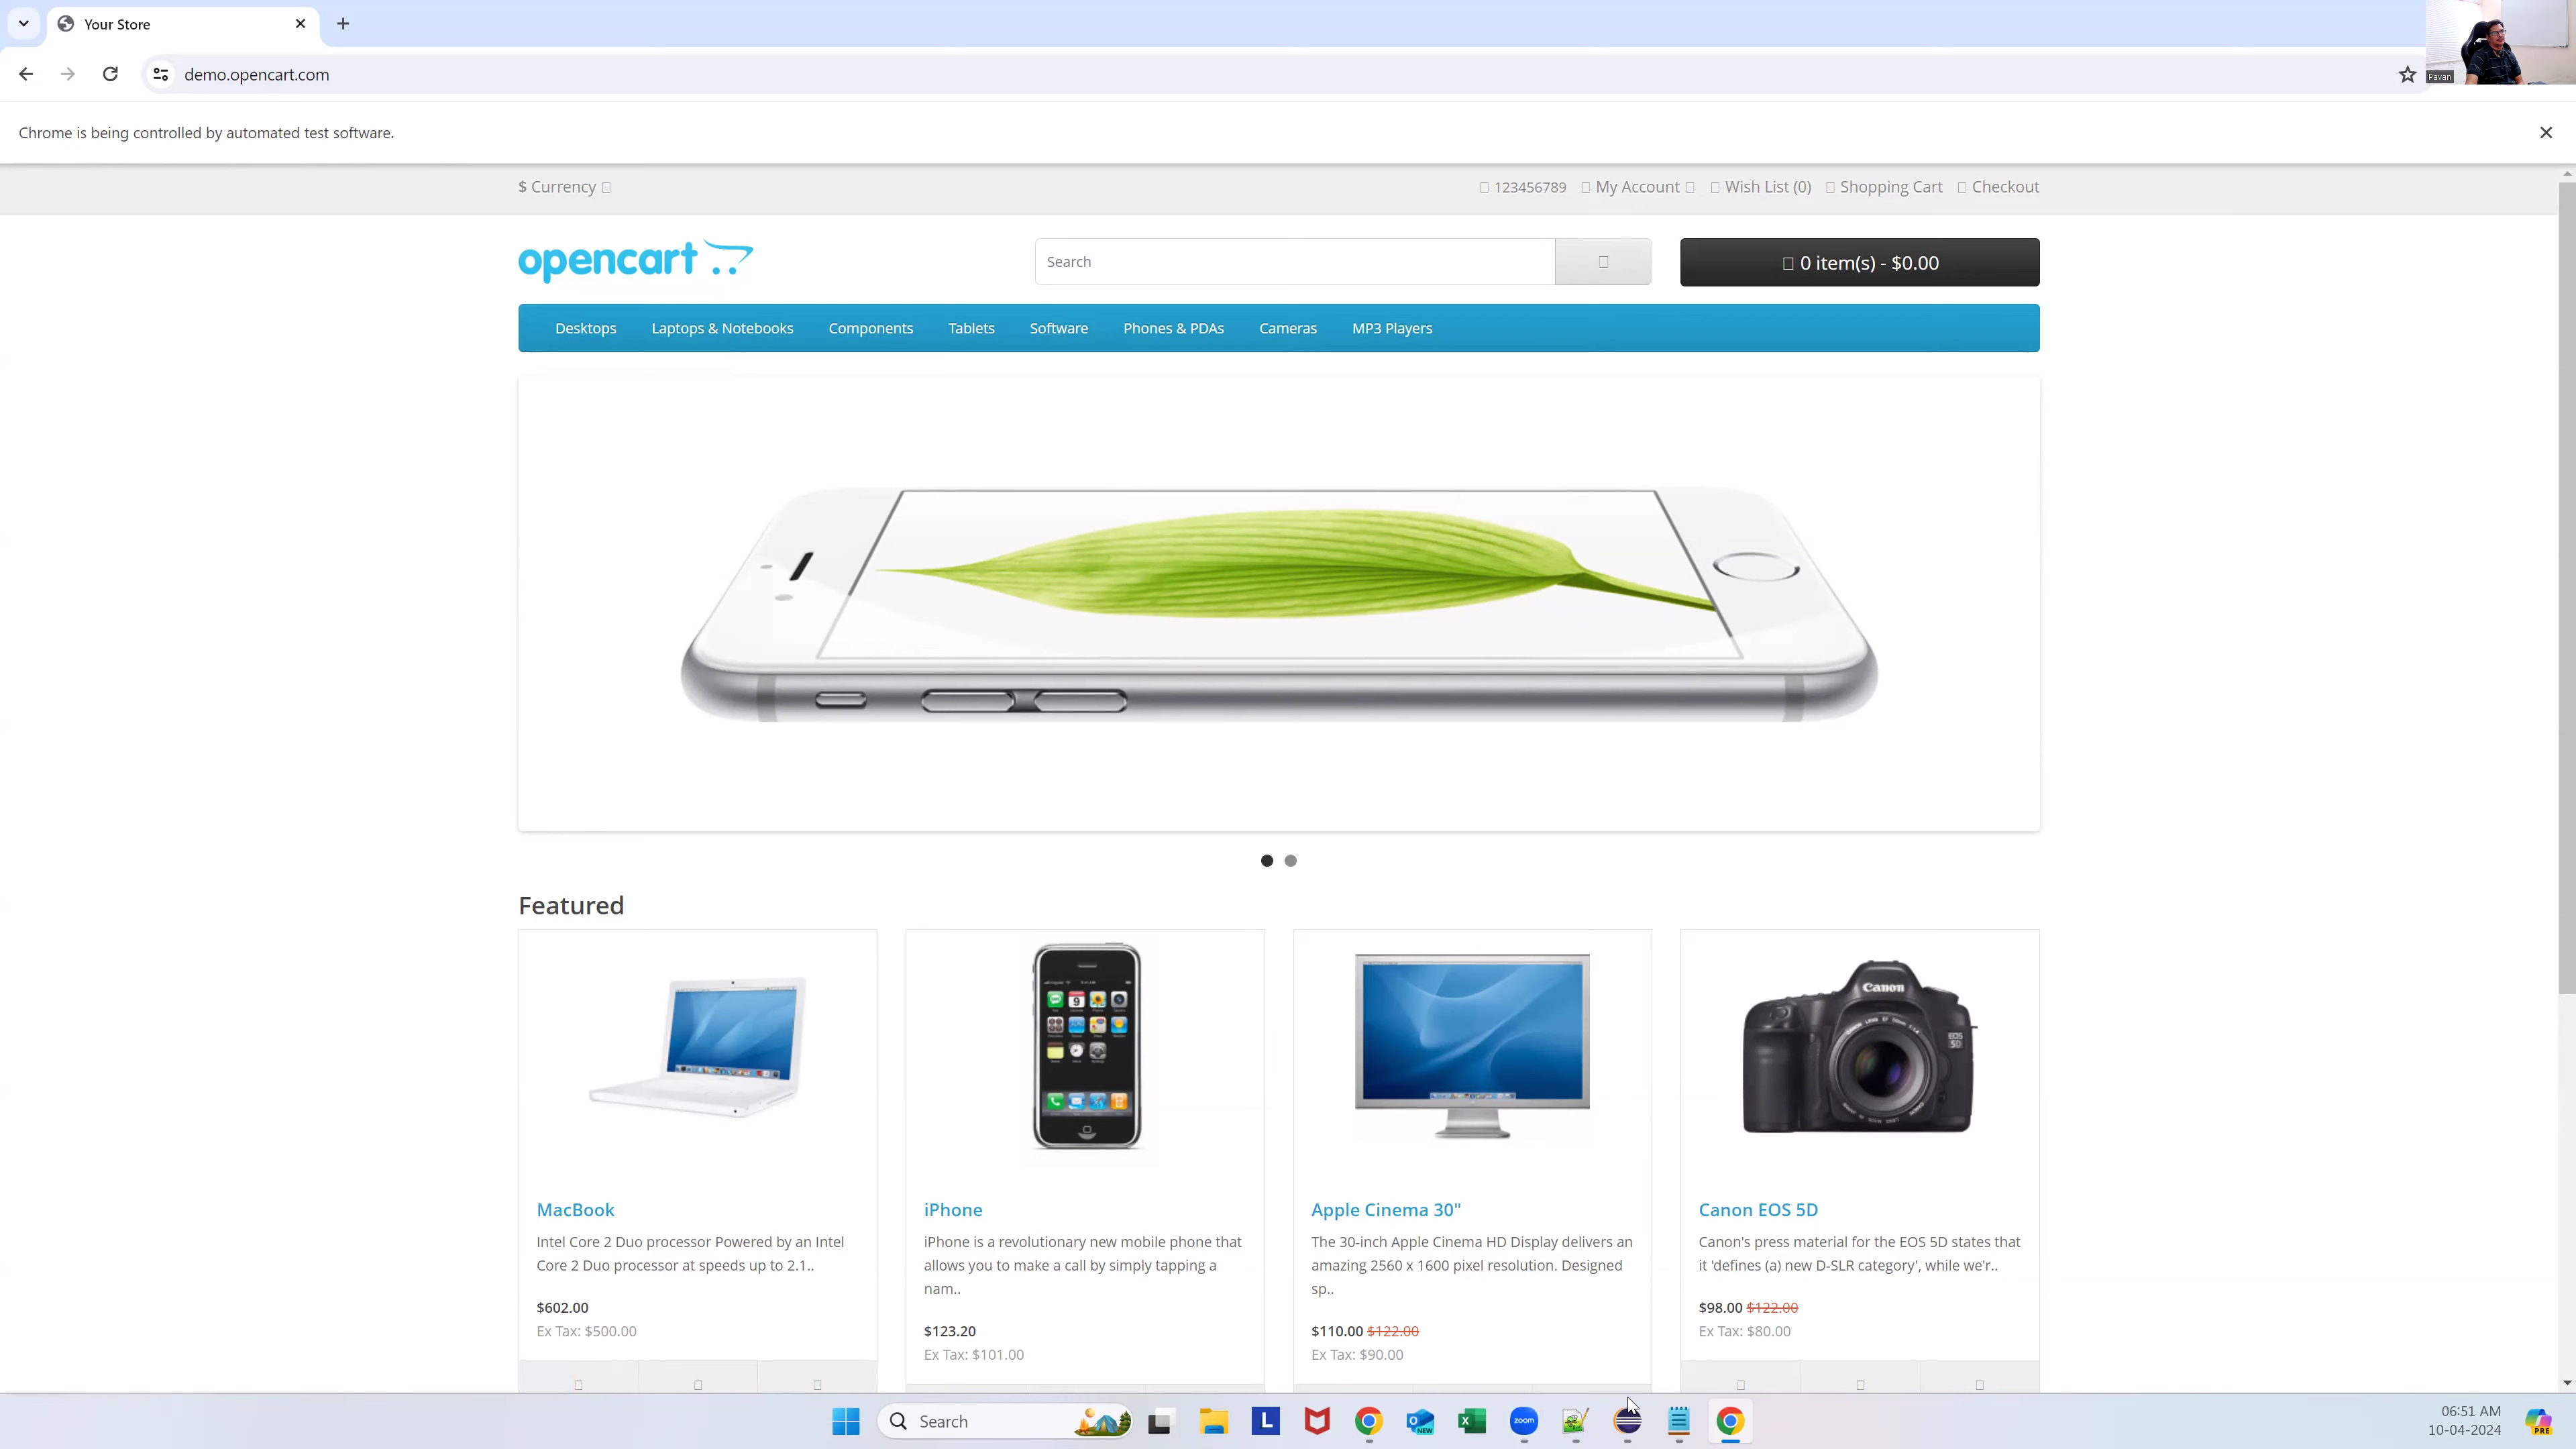 Your Store
demo.opencart.com
Pavan
Chrome is being controlled by automated test software.
$ Currency
123456789 My Account Wish List (0) Shopping Cart Checkout
opencart
Search
0 item(s) - $0.00
Desktops Laptops & Notebooks Components Tablets Software Phones & PDAs Cameras MP3 Players
Featured
Canon
EOS
5D
MacBook
Intel Core 2 Duo processor Powered by an Intel
Core 2 Duo processor at speeds up to 2.1..
$602.00
Ex Tax: $500.00
iPhone
iPhone is a revolutionary new mobile phone that
allows you to make a call by simply tapping a
nam..
$123.20
Ex Tax: $101.00
Apple Cinema 30"
The 30-inch Apple Cinema HD Display delivers an
amazing 2560 x 1600 pixel resolution. Designed
sp..
$110.00 $122.00
Ex Tax: $90.00
Canon EOS 5D
Canon's press material for the EOS 5D states that
it 'defines (a) new D-SLR category', while we'r..
$98.00 $122.00
Ex Tax: $80.00
Search
L
NEW
zoom
06:51 AM
10-04-2024
PRE